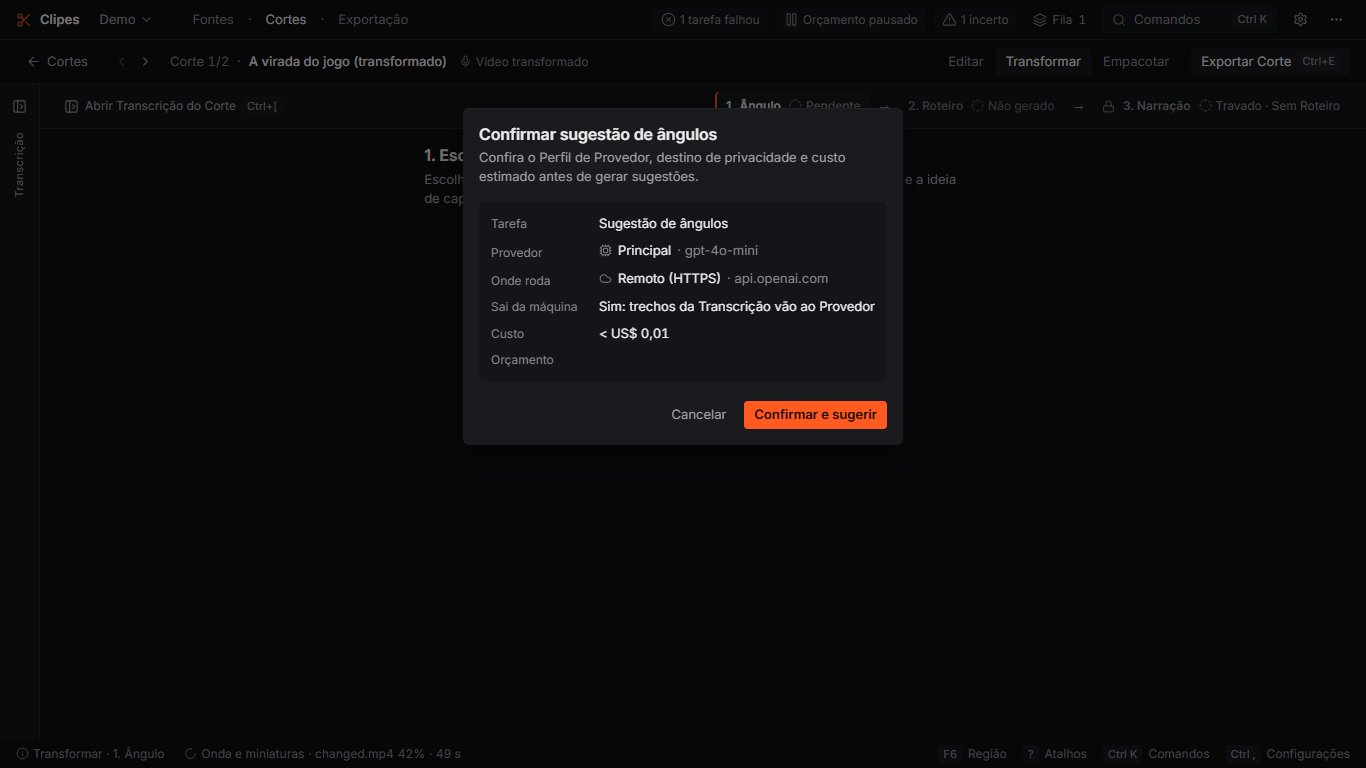 Clipes Demo Fontes · Cortes · Exportação 1 tarefa falhou Orçamento pausado 1 incerto Fila 1 Comandos Ctrl K
← Cortes Corte 1/2 · A virada do jogo (transformado) Vídeo transformado Editar Transformar Empacotar Exportar Corte Ctrl+E
Abrir Transcrição do Corte Ctrl+[ 1. Ângulo Pendente → 2. Roteiro Não gerado → 3. Narração Travado · Sem Roteiro
Transcrição
1. Esc
Escolh e a ideia
de cap
Confirmar sugestão de ângulos
Confira o Perfil de Provedor, destino de privacidade e custo
estimado antes de gerar sugestões.
Tarefa Sugestão de ângulos
Provedor Principal · gpt-4o-mini
Onde roda Remoto (HTTPS) · api.openai.com
Sai da máquina Sim: trechos da Transcrição vão ao Provedor
Custo < US$ 0,01
Orçamento
Cancelar Confirmar e sugerir
Transformar · 1. Ângulo Onda e miniaturas · changed.mp4 42% · 49 s F6 Região ? Atalhos Ctrl K Comandos Ctrl , Configurações